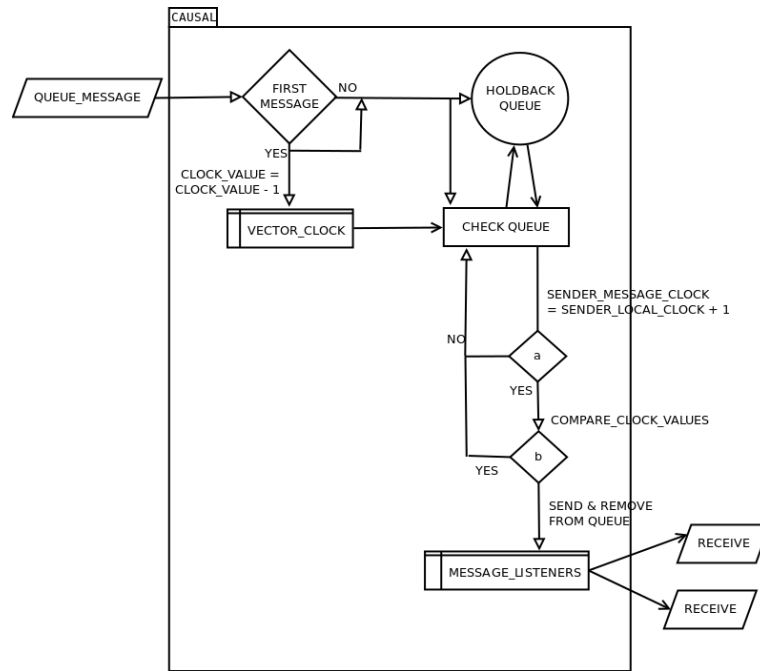 CAUSAL
QUEUE_MESSAGE
FIRST
MESSAGE
NO
HOLDBACK
QUEUE
YES
CLOCK_VALUE =
CLOCK_VALUE - 1
VECTOR_CLOCK
CHECK QUEUE
SENDER_MESSAGE_CLOCK
= SENDER_LOCAL_CLOCK + 1
NO
a
YES
COMPARE_CLOCK_VALUES
b
YES
SEND & REMOVE
FROM QUEUE
MESSAGE_LISTENERS
RECEIVE
RECEIVE